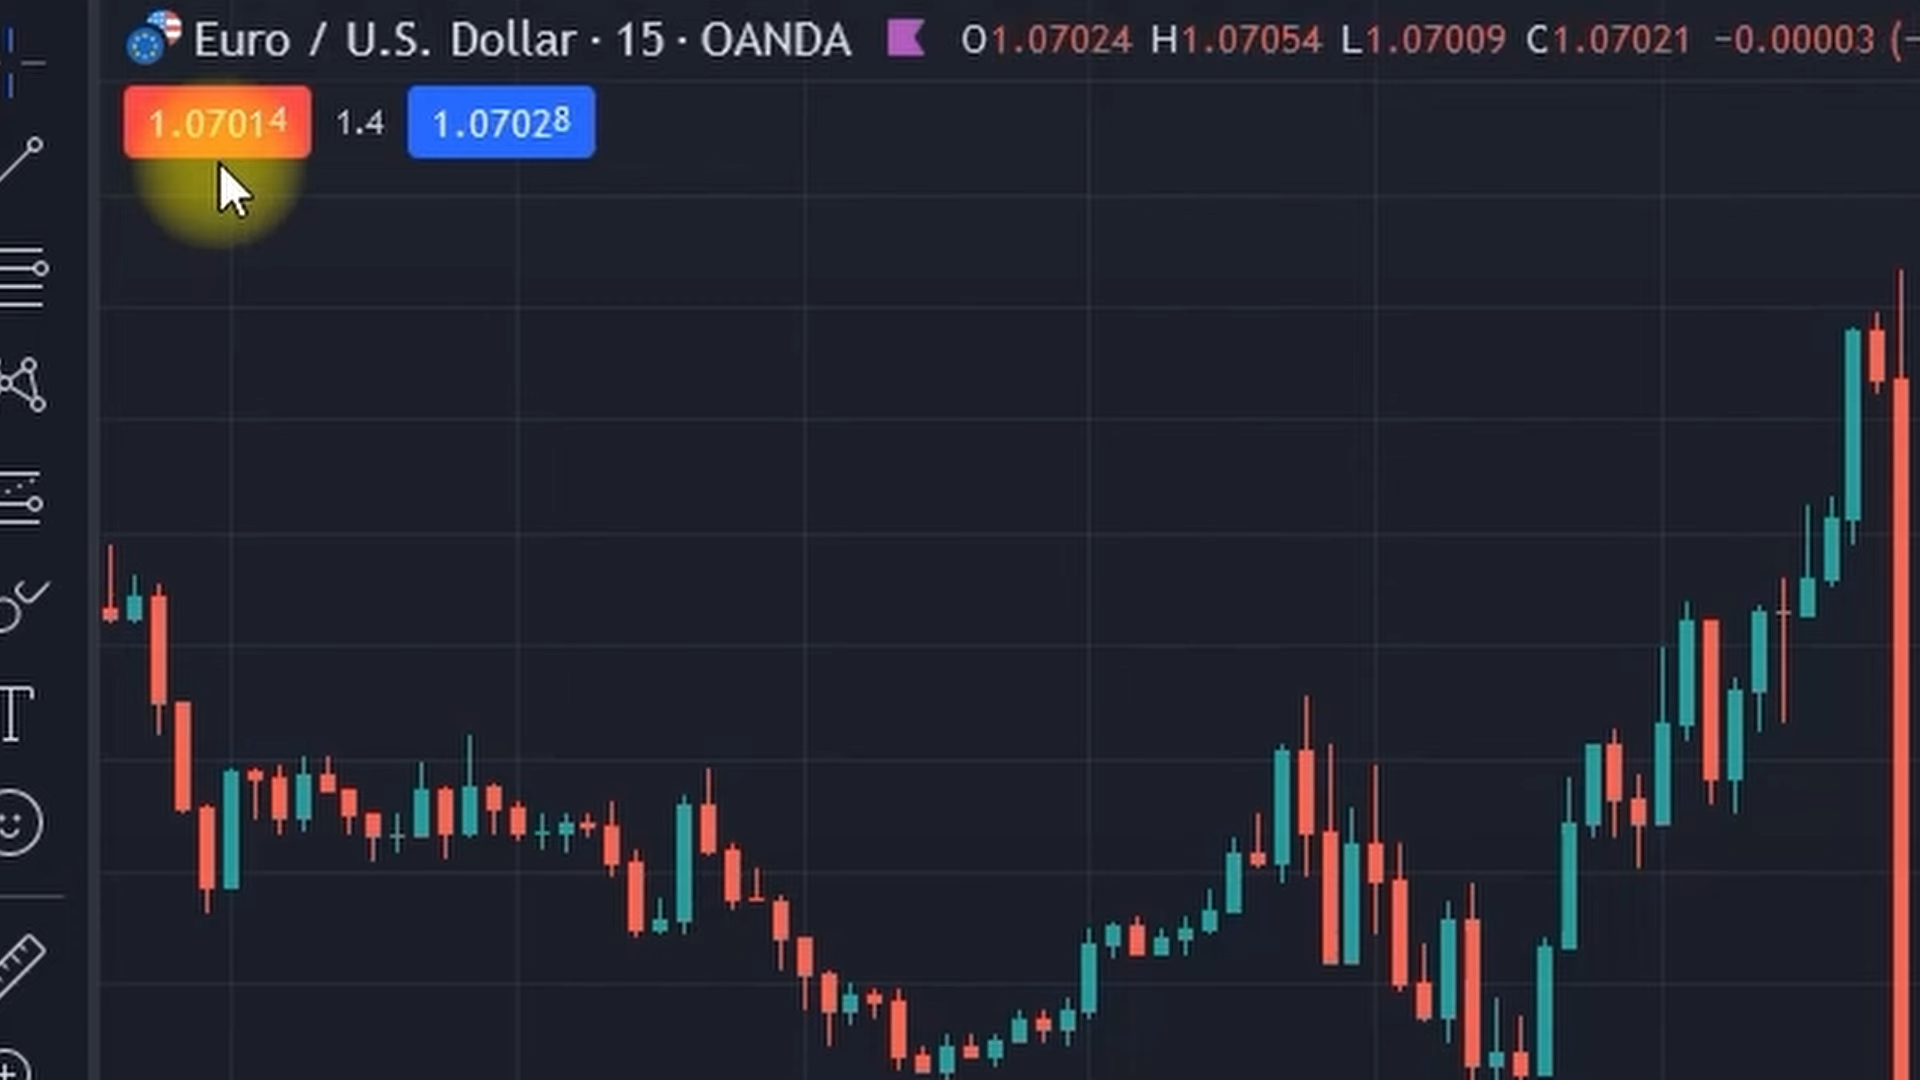 Euro / U.S. Dollar · 15 · OANDA O1.07024 H1.07054 L1.07009 C1.07021 −0.00003 (−
1.07014 1.4 1.07028
T